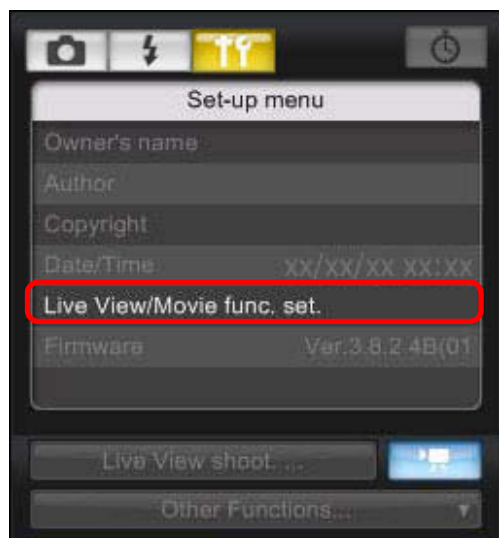 Set-up menu
Owner's name
Author
Copyright
Date/Time xx/xx/xx xx:xx
Live View/Movie func. set.
Firmware Ver.3.8.2 4B(01
Live View shoot. ...
Other Functions...